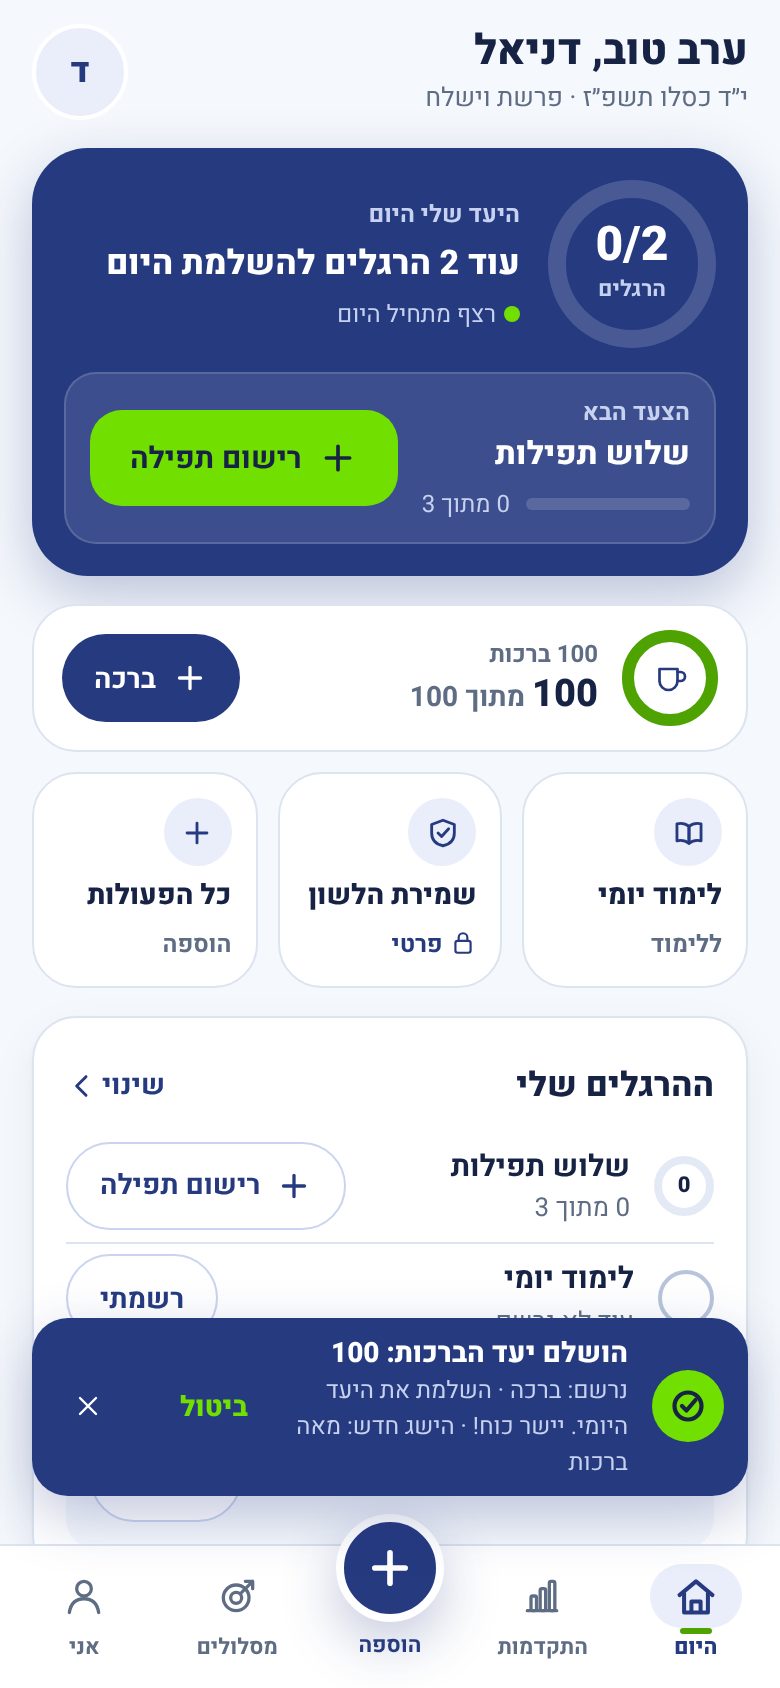 ערב טוב, דניאל
ד
י״ד כסלו תשפ״ז · פרשת וישלח
0/2
הרגלים
היעד שלי היום
עוד 2 הרגלים להשלמת היום
רצף מתחיל היום
הצעד הבא
שלוש תפילות
0 מתוך 3
רישום תפילה
100 ברכות
100 מתוך 100
ברכה
לימוד יומי
ללימוד
שמירת הלשון
פרטי
כל הפעולות
הוספה
ההרגלים שלי
שינוי
0
שלוש תפילות
0 מתוך 3
רישום תפילה
לימוד יומי
רשמתי
הושלם יעד הברכות: 100
נרשם: ברכה · השלמת את היעד
היומי. יישר כוח! · הישג חדש: מאה
ברכות
ביטול
היום
התקדמות
הוספה
מסלולים
אני